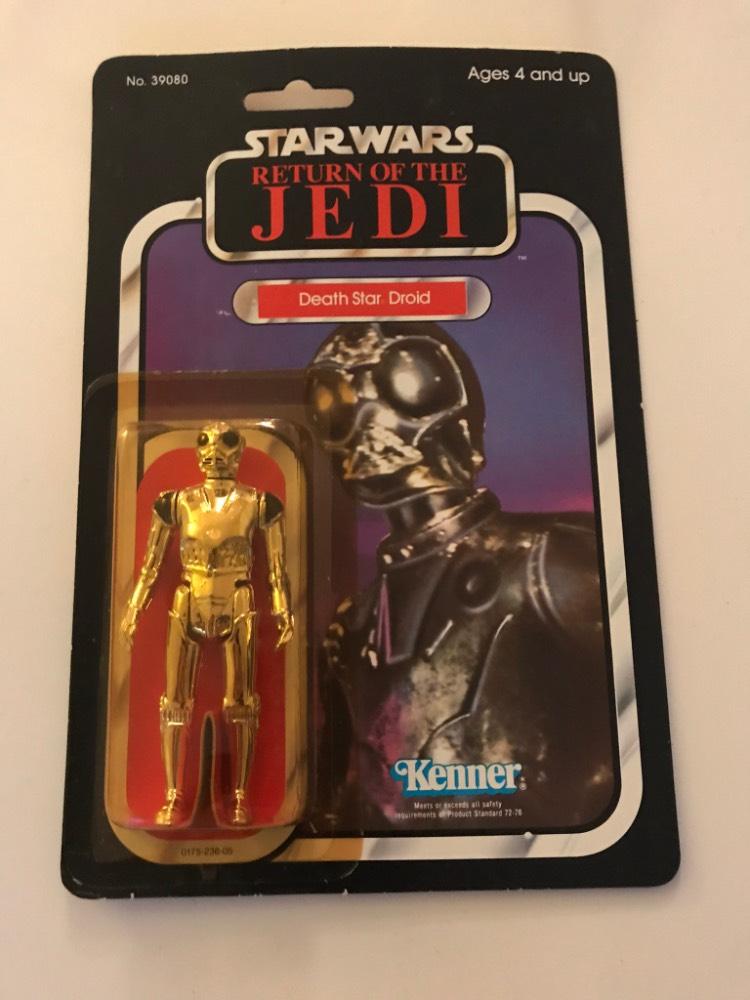 No. 39080
Ages 4 and up
STAR WARS
RETURN OF THE
JEDI
TM
Death Star Droid
Kenner®
Meets or exceeds all safety
requirements of Product Standard 72-76
0175-236-05